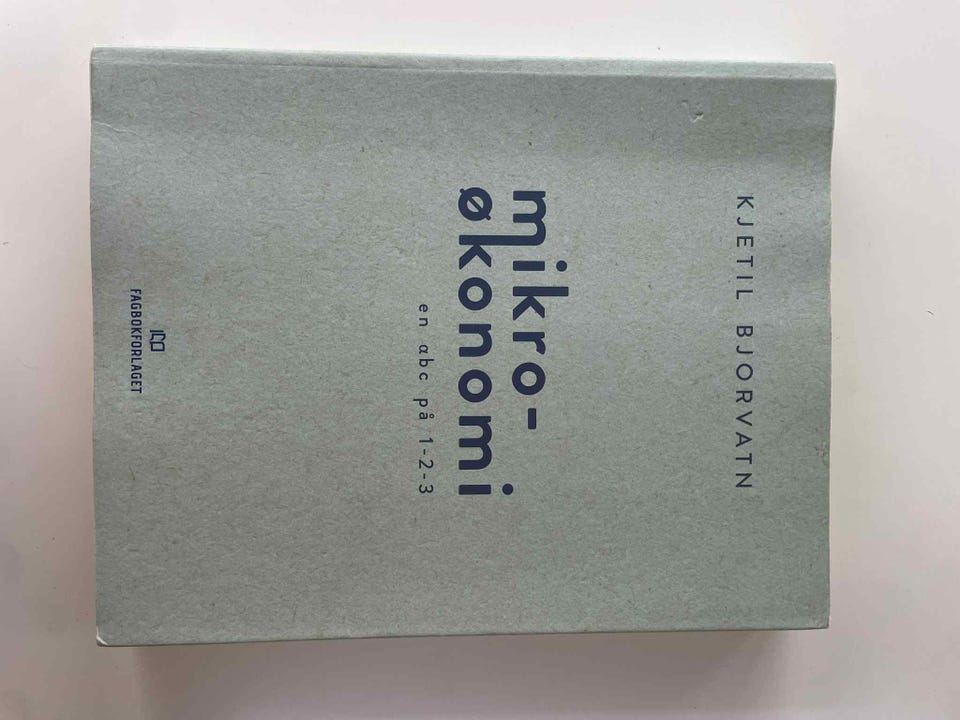 KJETIL BJORVATN
mikro-
økonomi
en abc på 1-2-3
FAGBOKFORLAGET